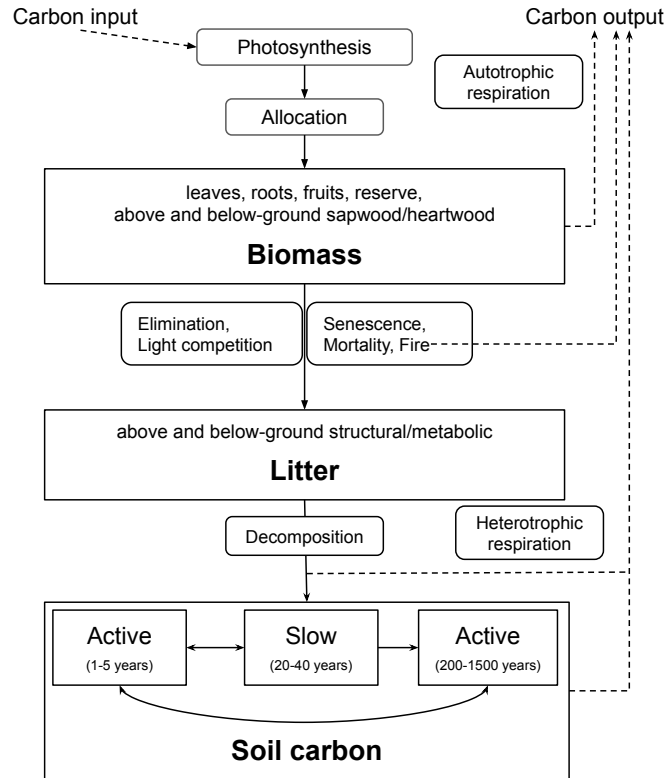 Carbon input
Carbon output
Photosynthesis
Autotrophic
respiration
Allocation
leaves, roots, fruits, reserve,
above and below-ground sapwood/heartwood
Biomass
Elimination,
Light competition
Senescence,
Mortality, Fire
above and below-ground structural/metabolic
Litter
Decomposition
Heterotrophic
respiration
Active
(1-5 years)
Slow
(20-40 years)
Active
(200-1500 years)
Soil carbon